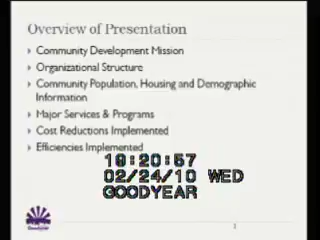 Overview of Presentation
Community Development Mission
Organizational Structure
Community Population, Housing and Demographic
Information
Major Services & Programs
Cost Reductions Implemented
Efficiencies Implemented
19:20:57
02/24/10 WED
GOODYEAR
1